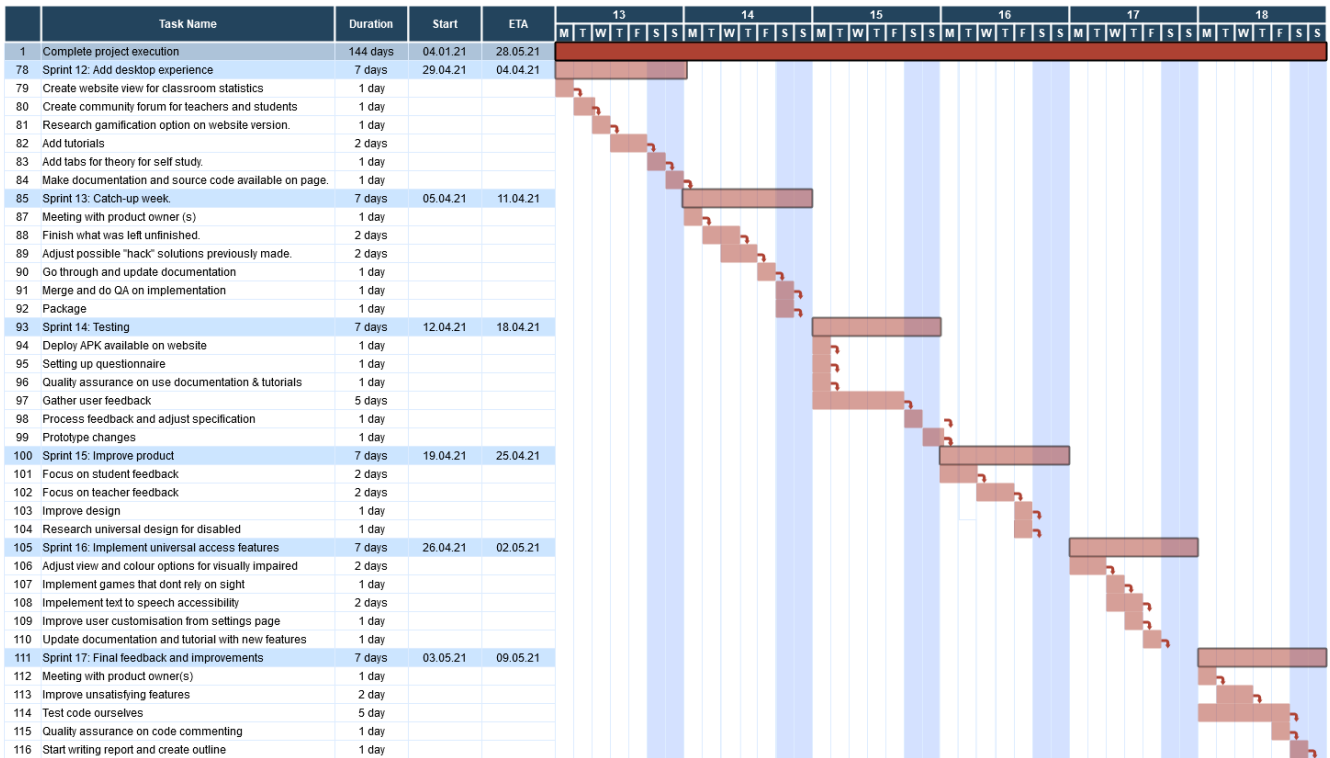 Task Name Duration Start ETA 13 14 15 16 17 18
M T W T F S S M T W T F S S M T W T F S S M T W T F S S M T W T F S S M T W T F S S
1 Complete project execution 144 days 04.01.21 28.05.21
78 Sprint 12: Add desktop experience 7 days 29.04.21 04.04.21
79 Create website view for classroom statistics 1 day
80 Create community forum for teachers and students 1 day
81 Research gamification option on website version. 1 day
82 Add tutorials 2 days
83 Add tabs for theory for self study. 1 day
84 Make documentation and source code available on page. 1 day
85 Sprint 13: Catch-up week. 7 days 05.04.21 11.04.21
87 Meeting with product owner (s) 1 day
88 Finish what was left unfinished. 2 days
89 Adjust possible "hack" solutions previously made. 2 days
90 Go through and update documentation 1 day
91 Merge and do QA on implementation 1 day
92 Package 1 day
93 Sprint 14: Testing 7 days 12.04.21 18.04.21
94 Deploy APK available on website 1 day
95 Setting up questionnaire 1 day
96 Quality assurance on use documentation & tutorials 1 day
97 Gather user feedback 5 days
98 Process feedback and adjust specification 1 day
99 Prototype changes 1 day
100 Sprint 15: Improve product 7 days 19.04.21 25.04.21
101 Focus on student feedback 2 days
102 Focus on teacher feedback 2 days
103 Improve design 1 day
104 Research universal design for disabled 1 day
105 Sprint 16: Implement universal access features 7 days 26.04.21 02.05.21
106 Adjust view and colour options for visually impaired 2 days
107 Implement games that dont rely on sight 1 day
108 Impelement text to speech accessibility 2 days
109 Improve user customisation from settings page 1 day
110 Update documentation and tutorial with new features 1 day
111 Sprint 17: Final feedback and improvements 7 days 03.05.21 09.05.21
112 Meeting with product owner(s) 1 day
113 Improve unsatisfying features 2 day
114 Test code ourselves 5 day
115 Quality assurance on code commenting 1 day
116 Start writing report and create outline 1 day